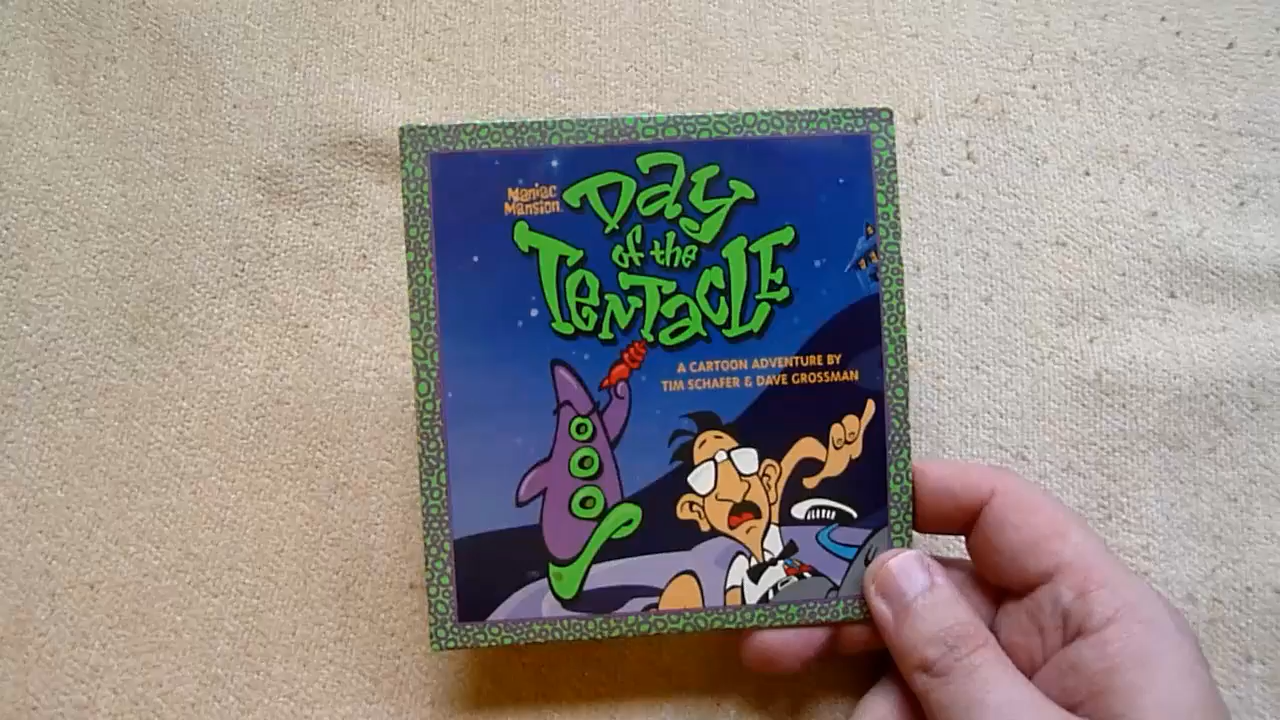 Maniac
Mansion
Day
of the
Tentacle
A CARTOON ADVENTURE BY
TIM SCHAFER & DAVE GROSSMAN